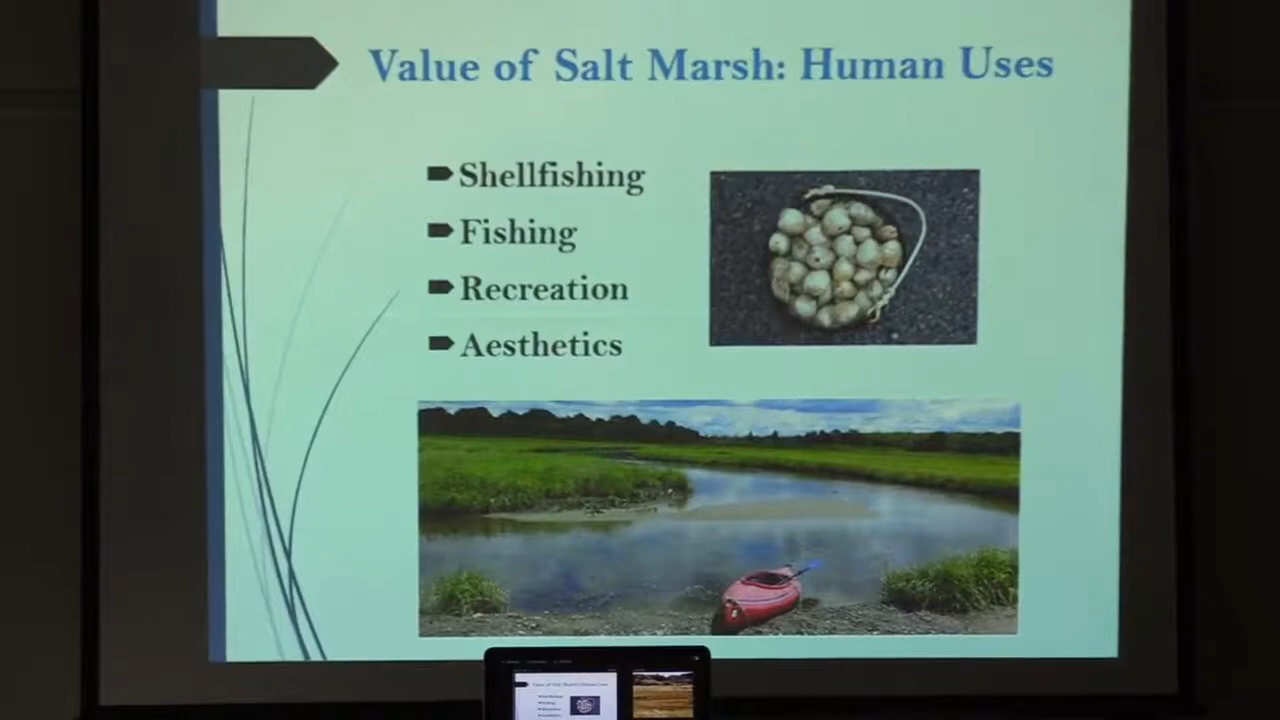 Value of Salt Marsh: Human Uses
Shellfishing
Fishing
Recreation
Aesthetics